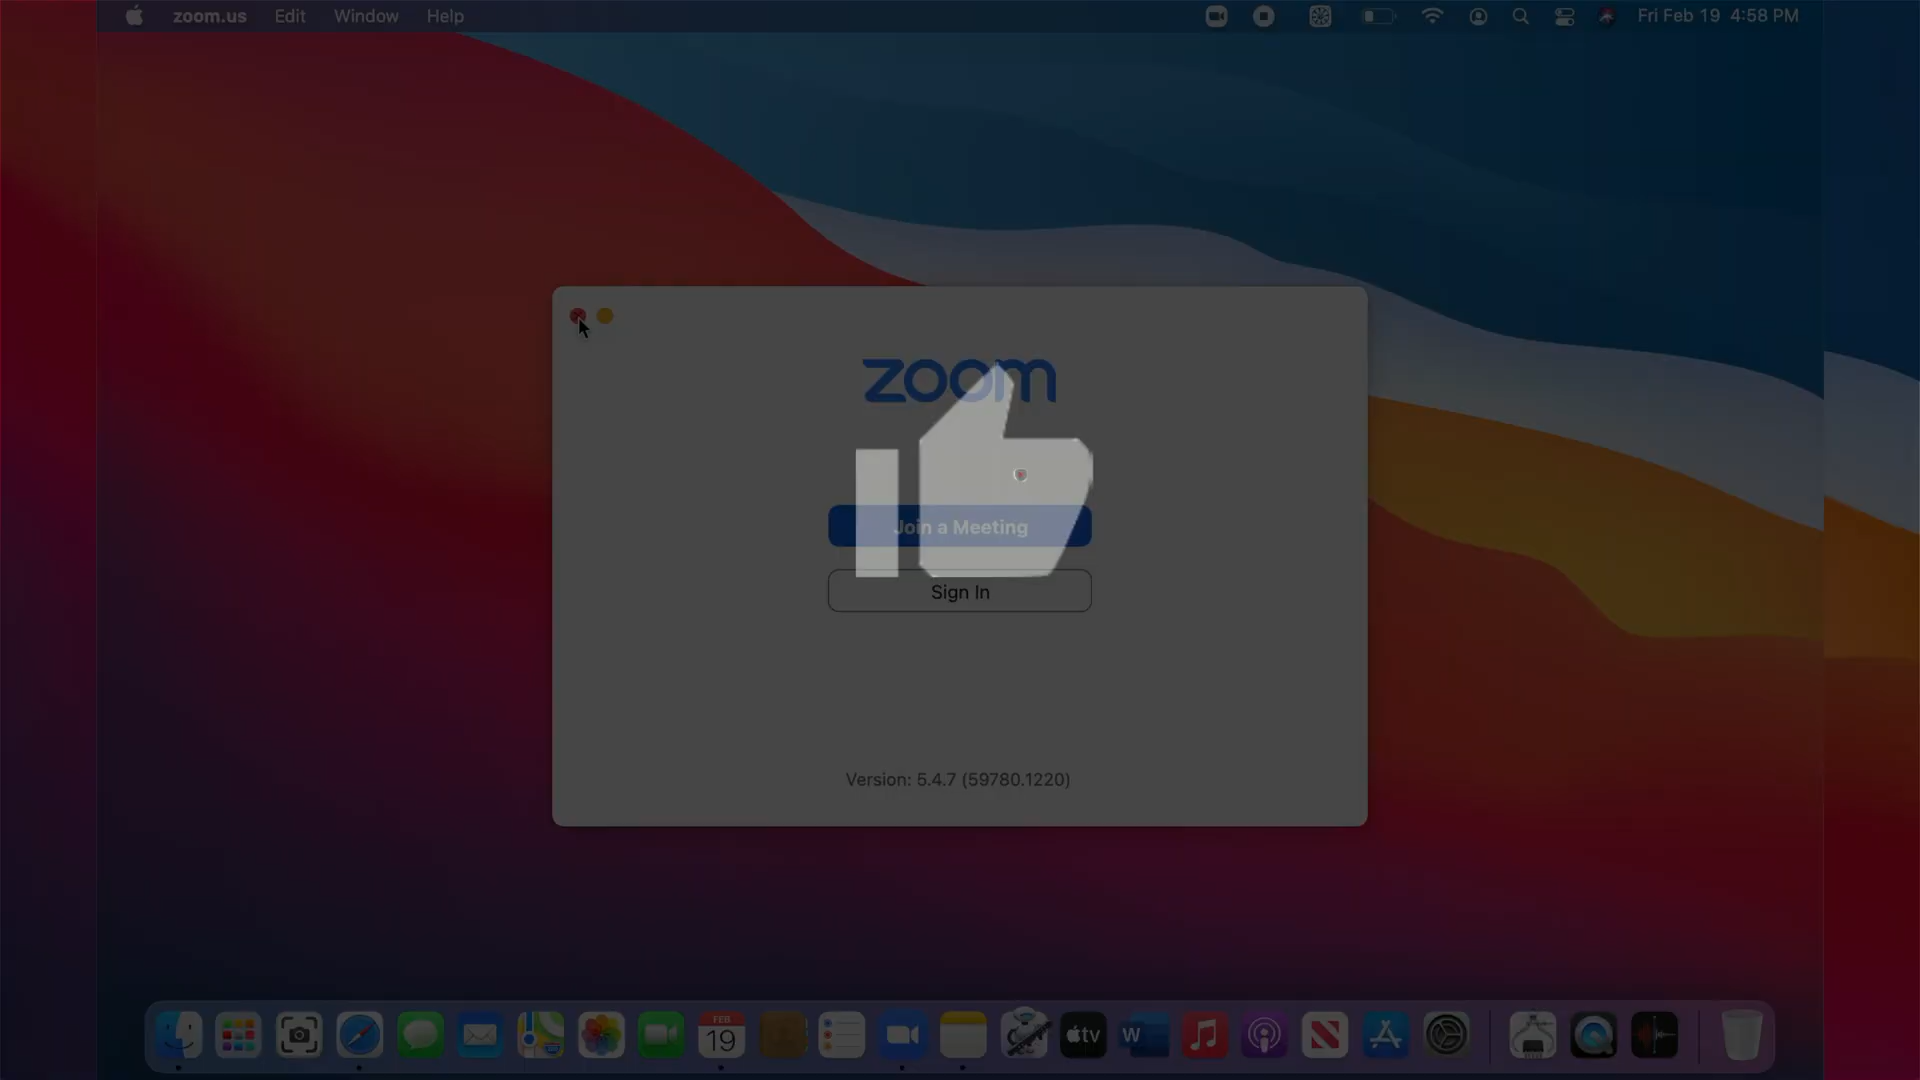 zoom.us Edit Window Help Fri Feb 19 4:58 PM
zoom
Join a Meeting
Sign In
Version: 5.4.7 (59780.1220)
FEB
19
tv
W